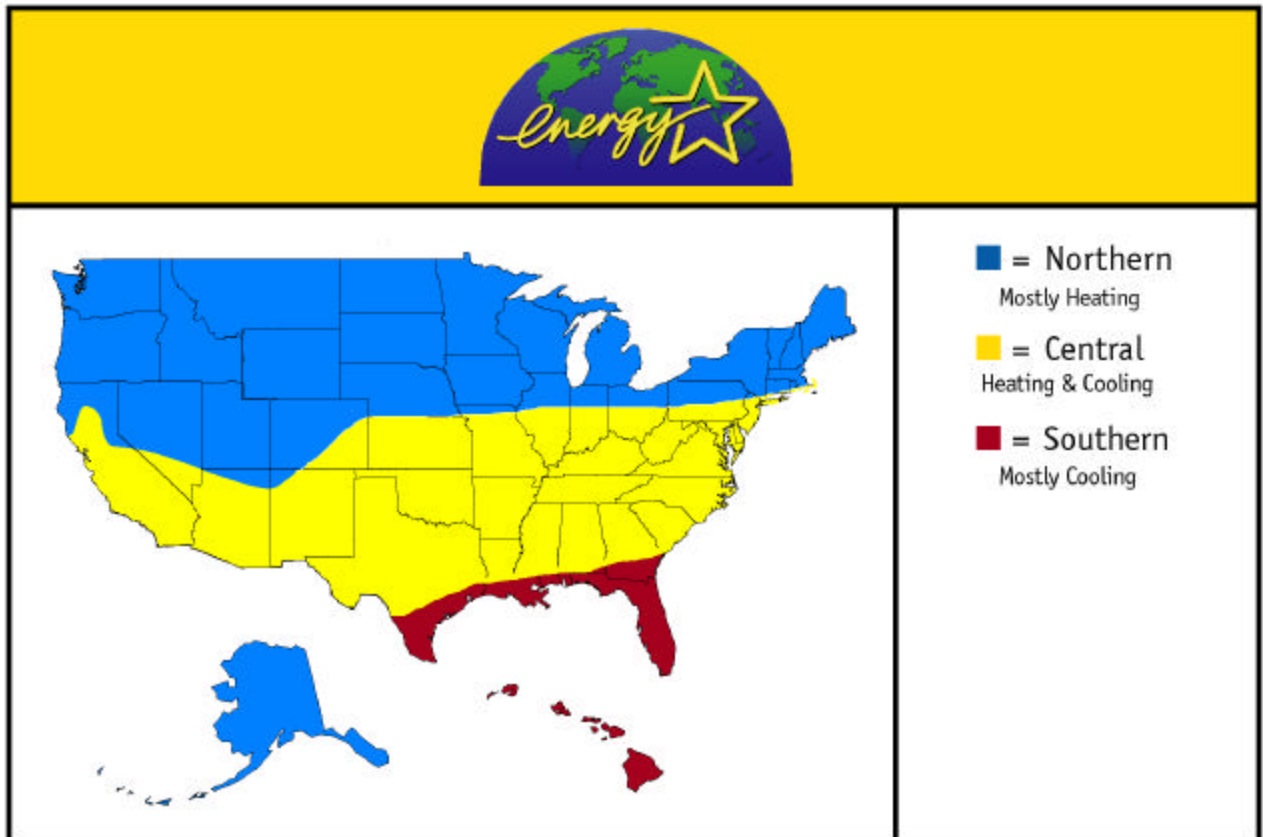 energy
= Northern
Mostly Heating
= Central
Heating & Cooling
= Southern
Mostly Cooling